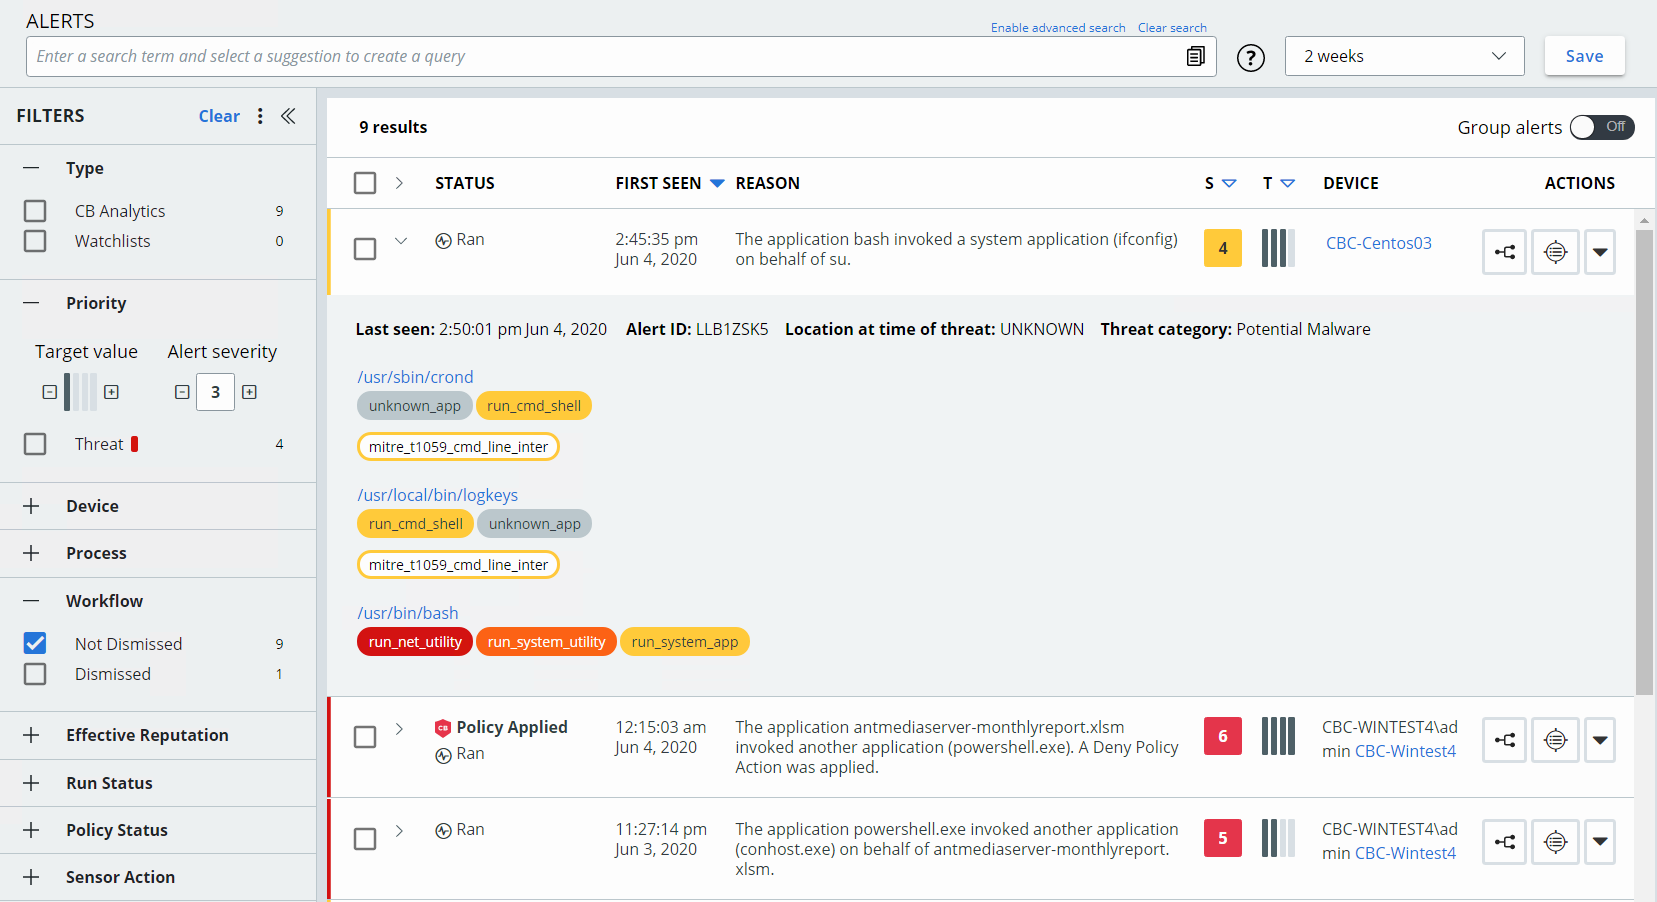 ALERTS
Enable advanced search Clear search
Enter a search term and select a suggestion to create a query
?
2 weeks
Save
FILTERS
Clear
Type
CB Analytics 9
Watchlists 0
Priority
Target value Alert severity
3
Threat 4
Device
Process
Workflow
Not Dismissed 9
Dismissed 1
Effective Reputation
Run Status
Policy Status
Sensor Action
9 results
Group alerts Off
STATUS FIRST SEEN REASON S T DEVICE ACTIONS
Ran
2:45:35 pm
Jun 4, 2020
The application bash invoked a system application (ifconfig)
on behalf of su.
4
CBC-Centos03
Last seen: 2:50:01 pm Jun 4, 2020 Alert ID: LLB1ZSK5 Location at time of threat: UNKNOWN Threat category: Potential Malware
/usr/sbin/crond
unknown_app run_cmd_shell
mitre_t1059_cmd_line_inter
/usr/local/bin/logkeys
run_cmd_shell unknown_app
mitre_t1059_cmd_line_inter
/usr/bin/bash
run_net_utility run_system_utility run_system_app
CB Policy Applied
Ran
12:15:03 am
Jun 4, 2020
The application antmediaserver-monthlyreport.xlsm
invoked another application (powershell.exe). A Deny Policy
Action was applied.
6
CBC-WINTEST4\ad
min CBC-Wintest4
Ran
11:27:14 pm
Jun 3, 2020
The application powershell.exe invoked another application
(conhost.exe) on behalf of antmediaserver-monthlyreport.
xlsm.
5
CBC-WINTEST4\ad
min CBC-Wintest4